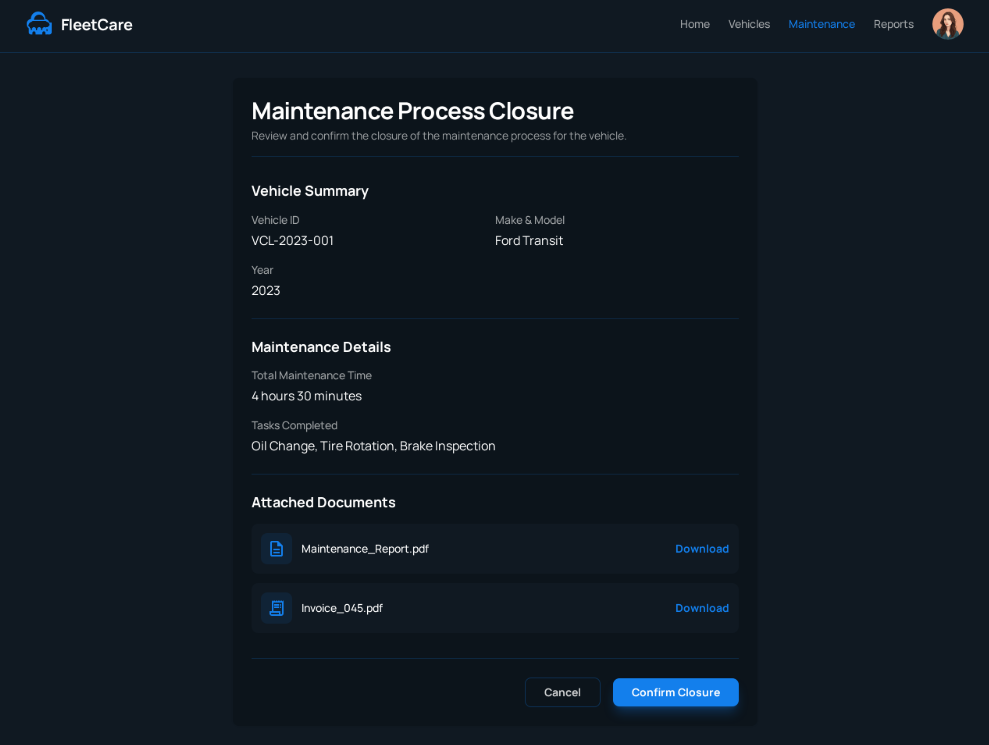 FleetCare
Home
Vehicles
Maintenance
Reports
Maintenance Process Closure
Review and confirm the closure of the maintenance process for the vehicle.
Vehicle Summary
Vehicle ID
Make & Model
VCL-2023-001
Ford Transit
Year
2023
Maintenance Details
Total Maintenance Time
4 hours 30 minutes
Tasks Completed
Oil Change, Tire Rotation, Brake Inspection
Attached Documents
Maintenance_Report.pdf
Download
Invoice_045.pdf
Download
Cancel
Confirm Closure